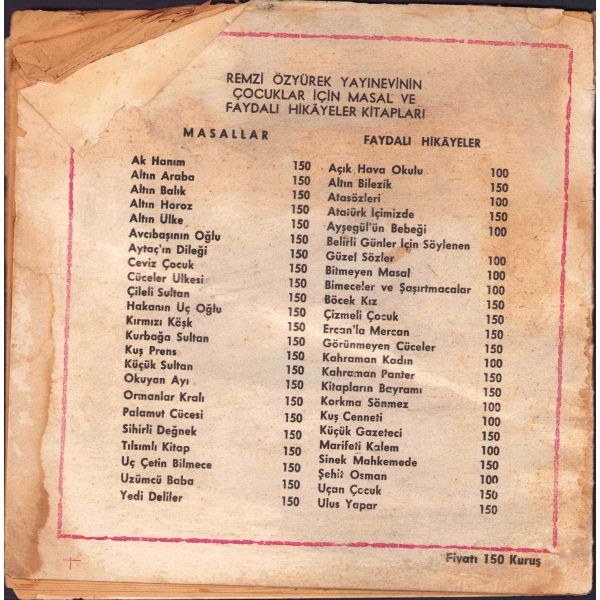 REMZİ ÖZYÜREK YAYINEVİNİN
ÇOCUKLAR İÇİN MASAL VE
FAYDALI HİKÂYELER KİTAPLARI
MASALLAR
Ak Hanım 150
Altın Araba 150
Altın Balık 150
Altın Horoz 150
Altın Ülke 150
Avcıbaşının Oğlu 150
Aytaç'ın Dileği 150
Ceviz Çocuk 150
Cüceler Ülkesi 150
Çileli Sultan 150
Hakanın Üç Oğlu 150
Kırmızı Köşk 150
Kurbağa Sultan 150
Kuş Prens 150
Küçük Sultan 150
Okuyan Ayı 150
Ormanlar Kralı 150
Palamut Cücesi 150
Sihirli Değnek 150
Tılsımlı Kitap 150
Üç Çetin Bilmece 150
Üzümcü Baba 150
Yedi Deliler 150
FAYDALI HİKÂYELER
Açık Hava Okulu 100
Altın Bilezik 150
Atasözleri 100
Atatürk İçimizde 150
Ayşegül'ün Bebeği 100
Belirli Günler İçin Söylenen
Güzel Sözler 100
Bitmeyen Masal 100
Bimeceler ve Şaşırtmacalar 100
Böcek Kız 150
Çizmeli Çocuk 150
Ercan'la Mercan 150
Görünmeyen Cüceler 150
Kahraman Kadın 100
Kahraman Panter 150
Kitapların Bayramı 150
Korkma Sönmez 100
Kuş Cenneti 100
Küçük Gazeteci 150
Marifeti Kalem 100
Sinek Mahkemede 150
Şehit Osman 100
Uçan Çocuk 150
Ulus Yapar 150
Fiyatı 150 Kuruş